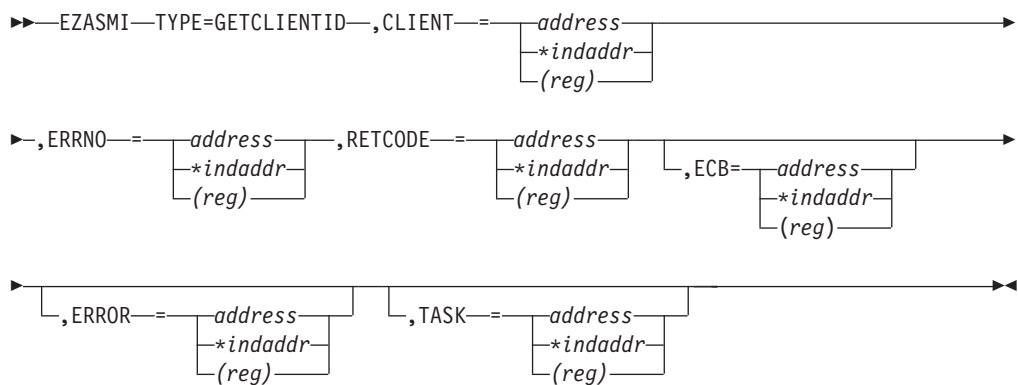 EZASMI TYPE=GETCLIENTID ,CLIENT = address
*indaddr
(reg)
,ERRNO = address ,RETCODE = address
*indaddr *indaddr ,ECB= address
(reg) (reg) *indaddr
(reg)
,ERROR = address ,TASK = address
*indaddr *indaddr
(reg) (reg)